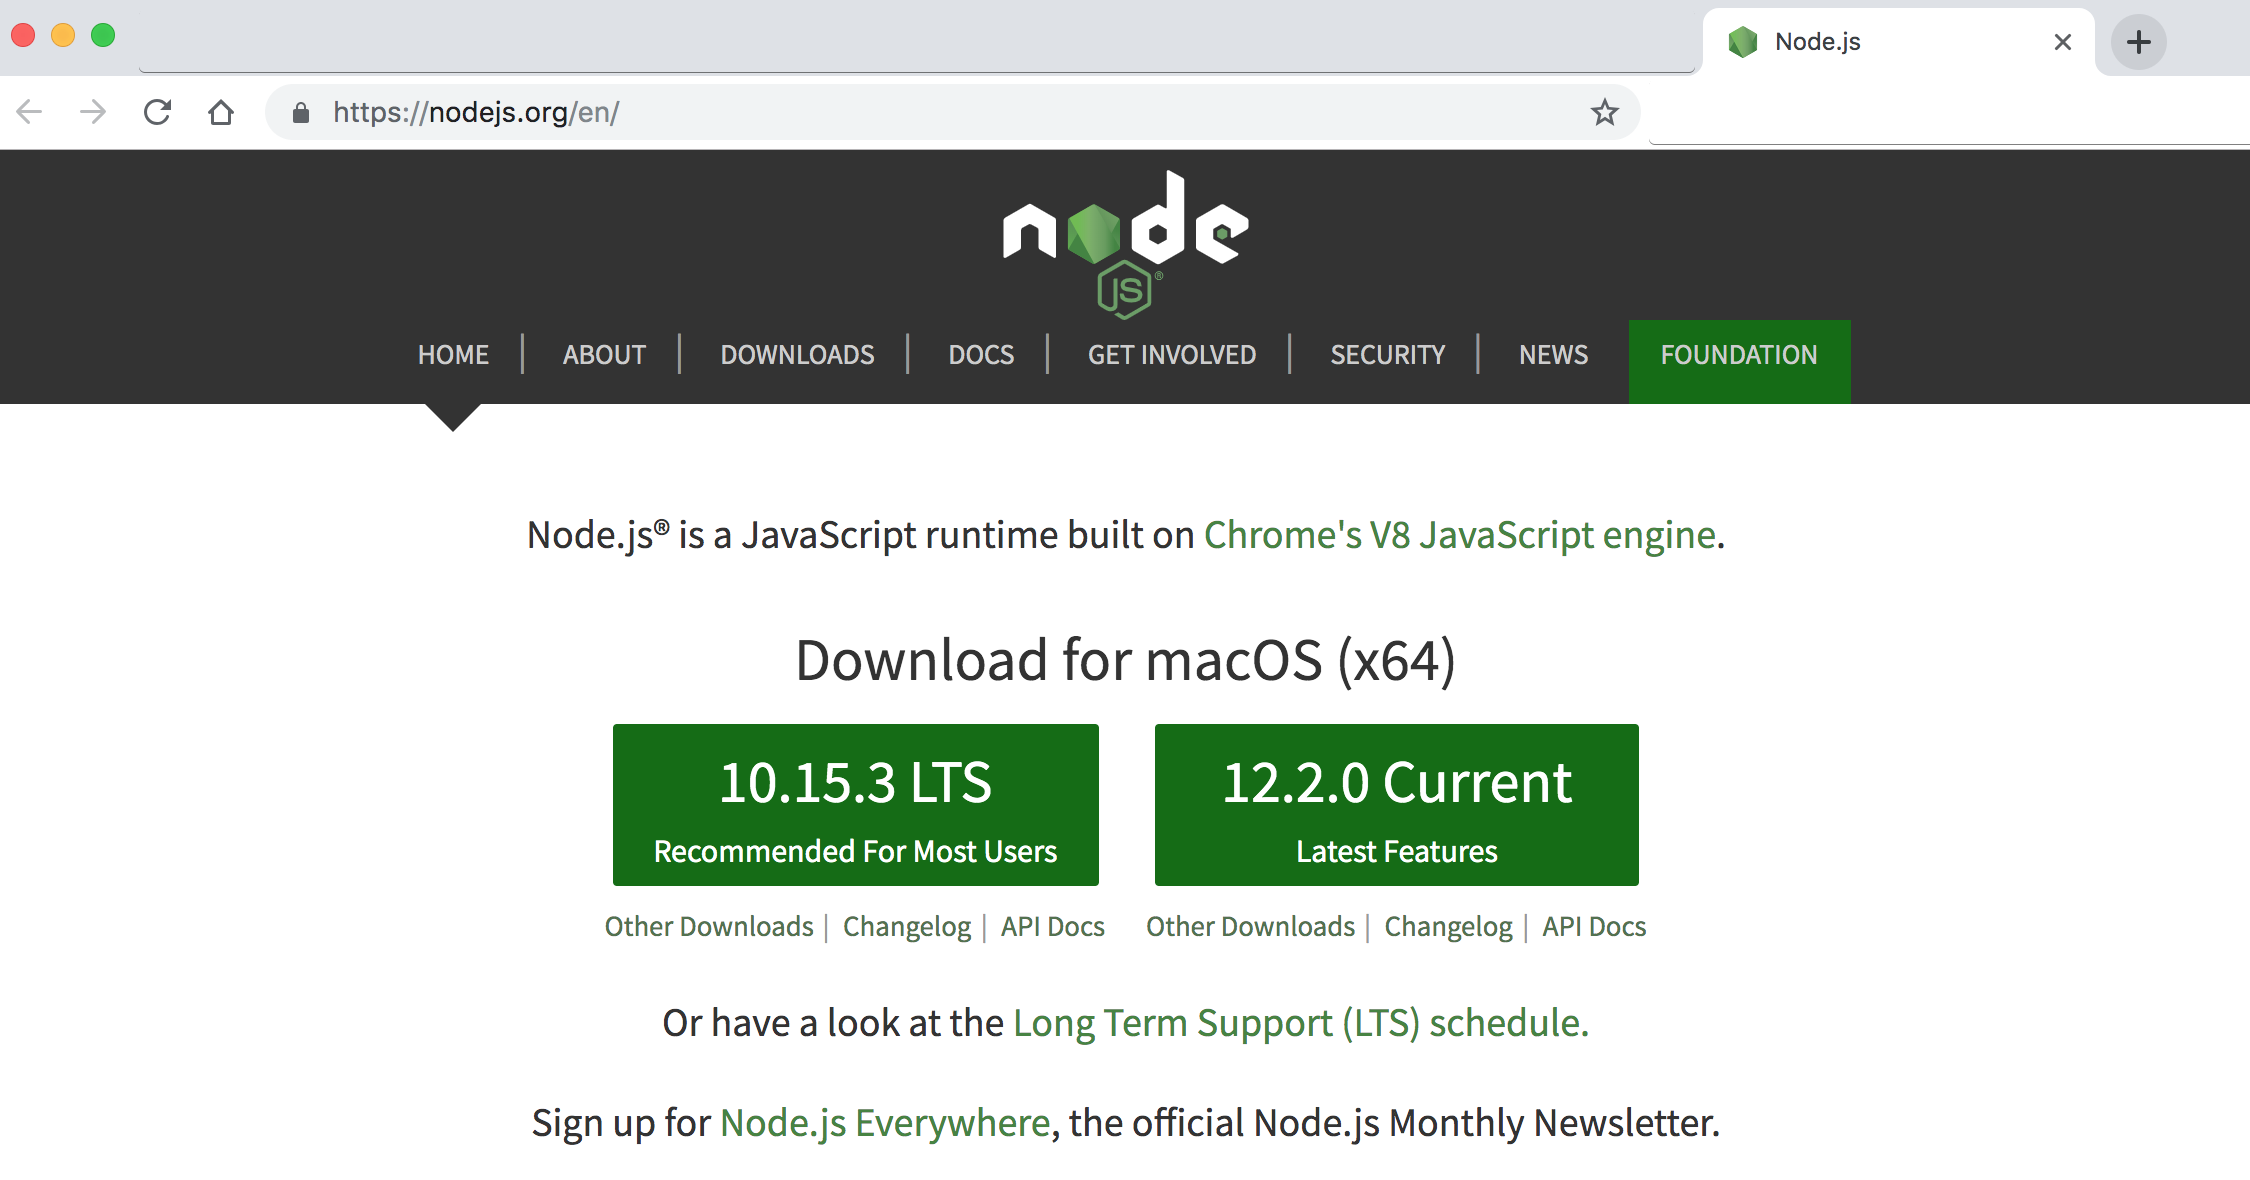 Node.js
https://nodejs.org/en/
node
JS®
HOME | ABOUT | DOWNLOADS | DOCS | GET INVOLVED | SECURITY | NEWS FOUNDATION
Node.js® is a JavaScript runtime built on Chrome's V8 JavaScript engine.
Download for macOS (x64)
10.15.3 LTS
Recommended For Most Users
12.2.0 Current
Latest Features
Other Downloads | Changelog | API Docs
Other Downloads | Changelog | API Docs
Or have a look at the Long Term Support (LTS) schedule.
Sign up for Node.js Everywhere, the official Node.js Monthly Newsletter.